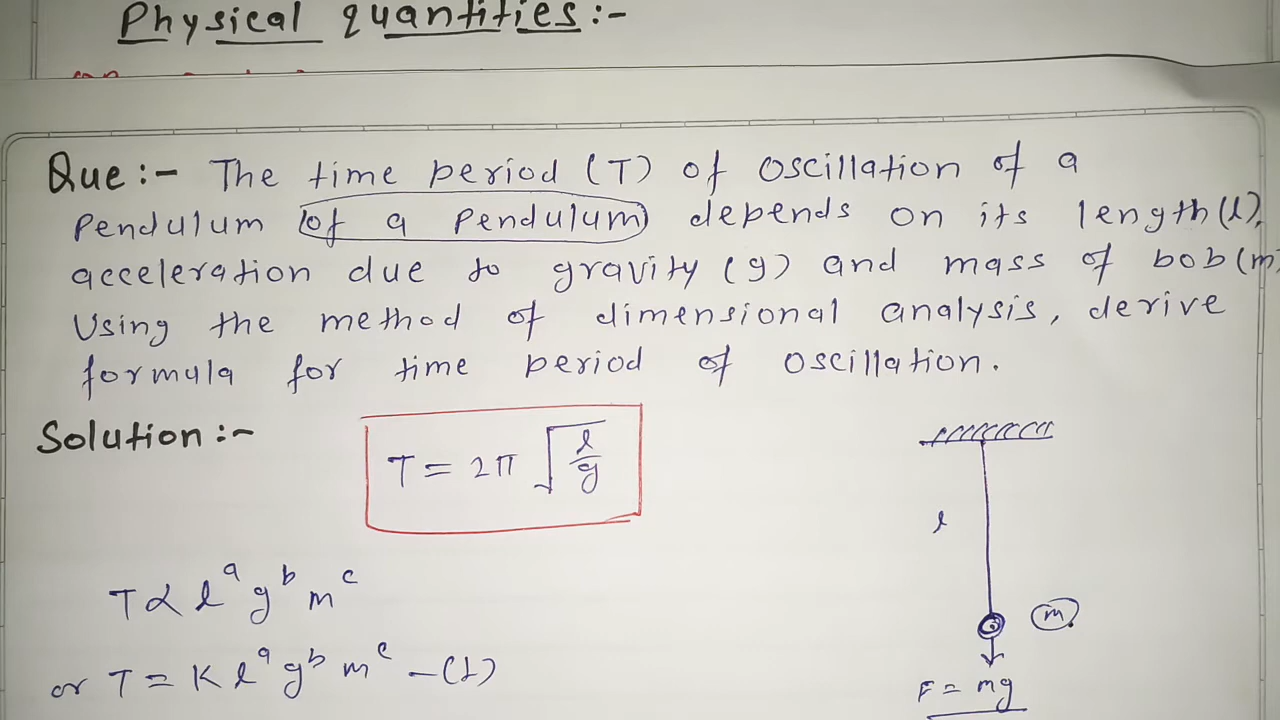 Physical quantities :-
Que :- The time period (T) of oscillation of a
Pendulum (of a Pendulum) depends on its length(l),
acceleration due to gravity (g) and mass of bob (m)
Using the method of dimensional analysis, derive
formula for time period of oscillation.
Solution :-
T = 2π √(l/g)
l
T ∝ l^a g^b m^c
m
or T = K l^a g^b m^c —(1)
F = mg